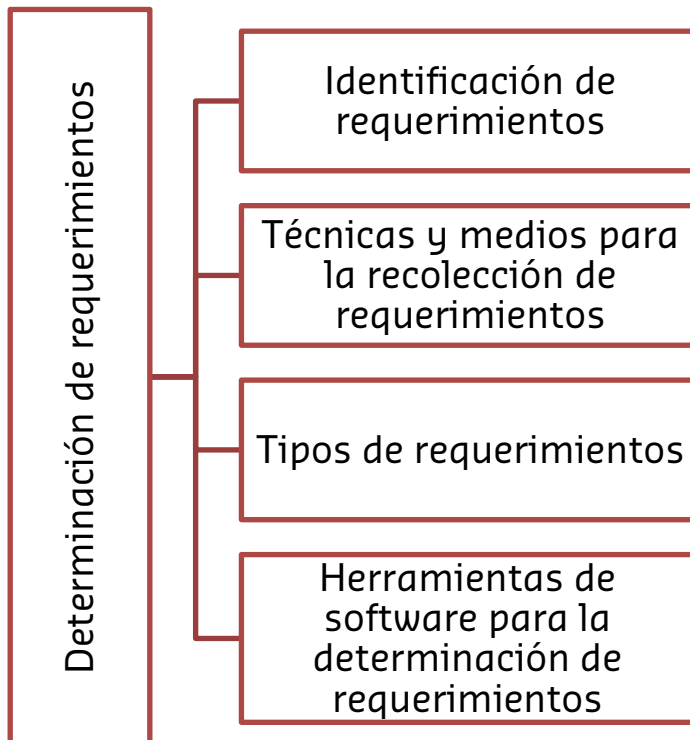 Determinación de requerimientos
Identificación de
requerimientos
Técnicas y medios para
la recolección de
requerimientos
Tipos de requerimientos
Herramientas de
software para la
determinación de
requerimientos